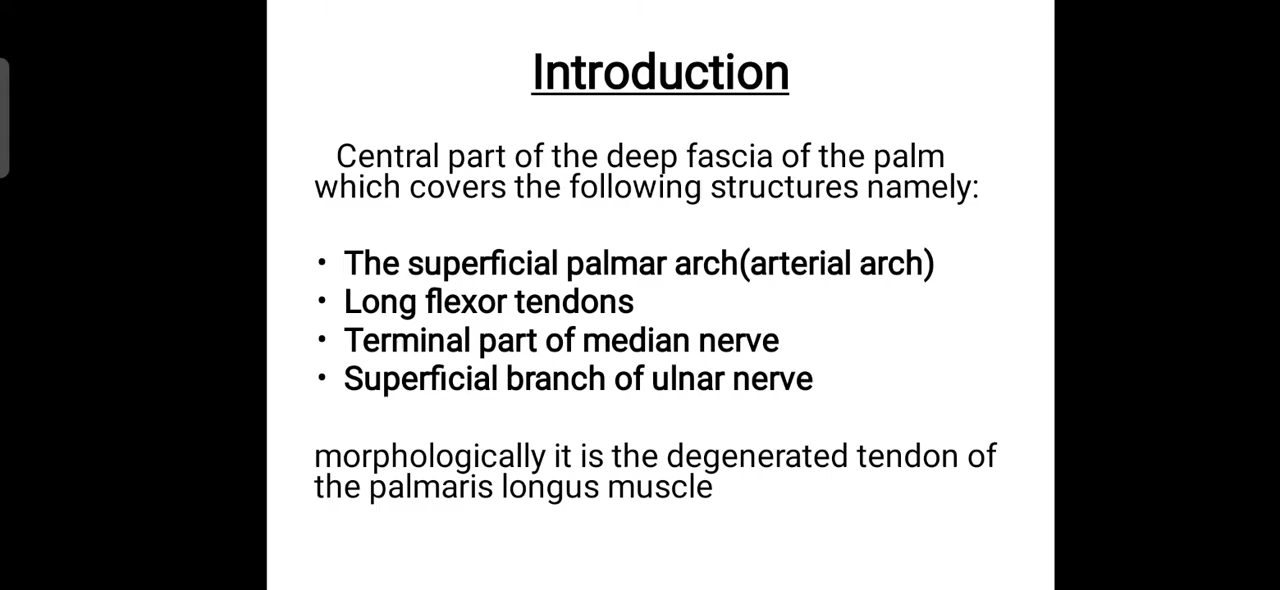 Introduction
Central part of the deep fascia of the palm
which covers the following structures namely:
• The superficial palmar arch(arterial arch)
• Long flexor tendons
• Terminal part of median nerve
• Superficial branch of ulnar nerve
morphologically it is the degenerated tendon of
the palmaris longus muscle